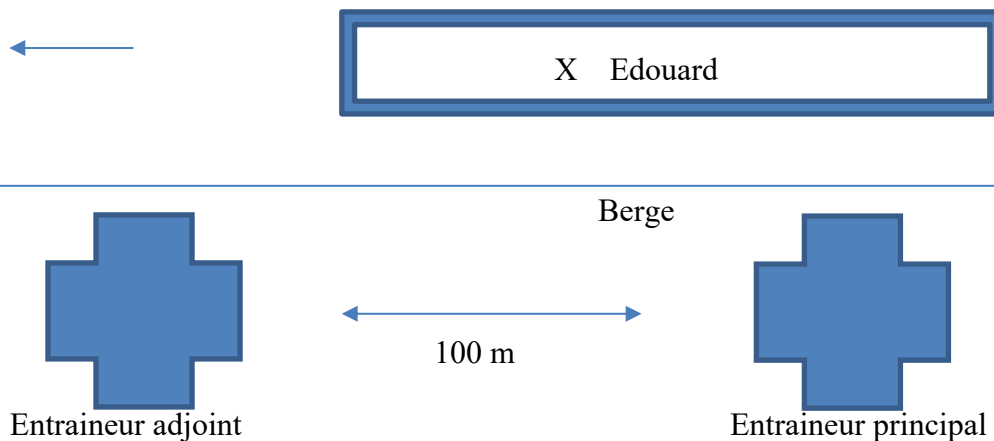 X Edouard
Berge
100 m
Entraineur adjoint
Entraineur principal